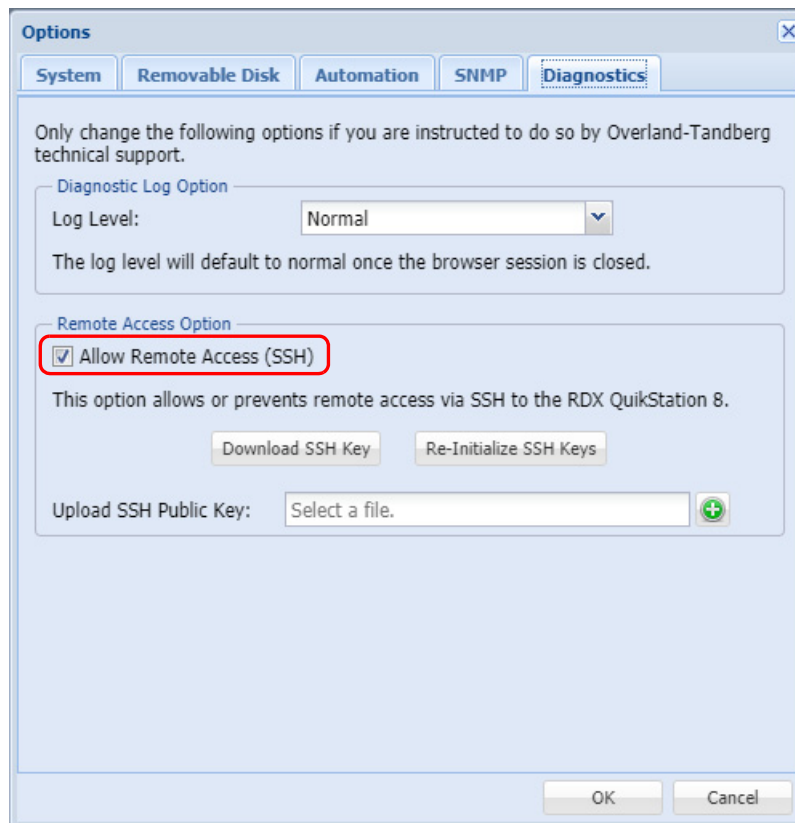 Options
System
Removable Disk
Automation
SNMP
Diagnostics
Only change the following options if you are instructed to do so by Overland-Tandberg
technical support.
Diagnostic Log Option
Log Level:
Normal
The log level will default to normal once the browser session is closed.
Remote Access Option
Allow Remote Access (SSH)
This option allows or prevents remote access via SSH to the RDX QuikStation 8.
Download SSH Key
Re-Initialize SSH Keys
Upload SSH Public Key:
Select a file.
OK
Cancel